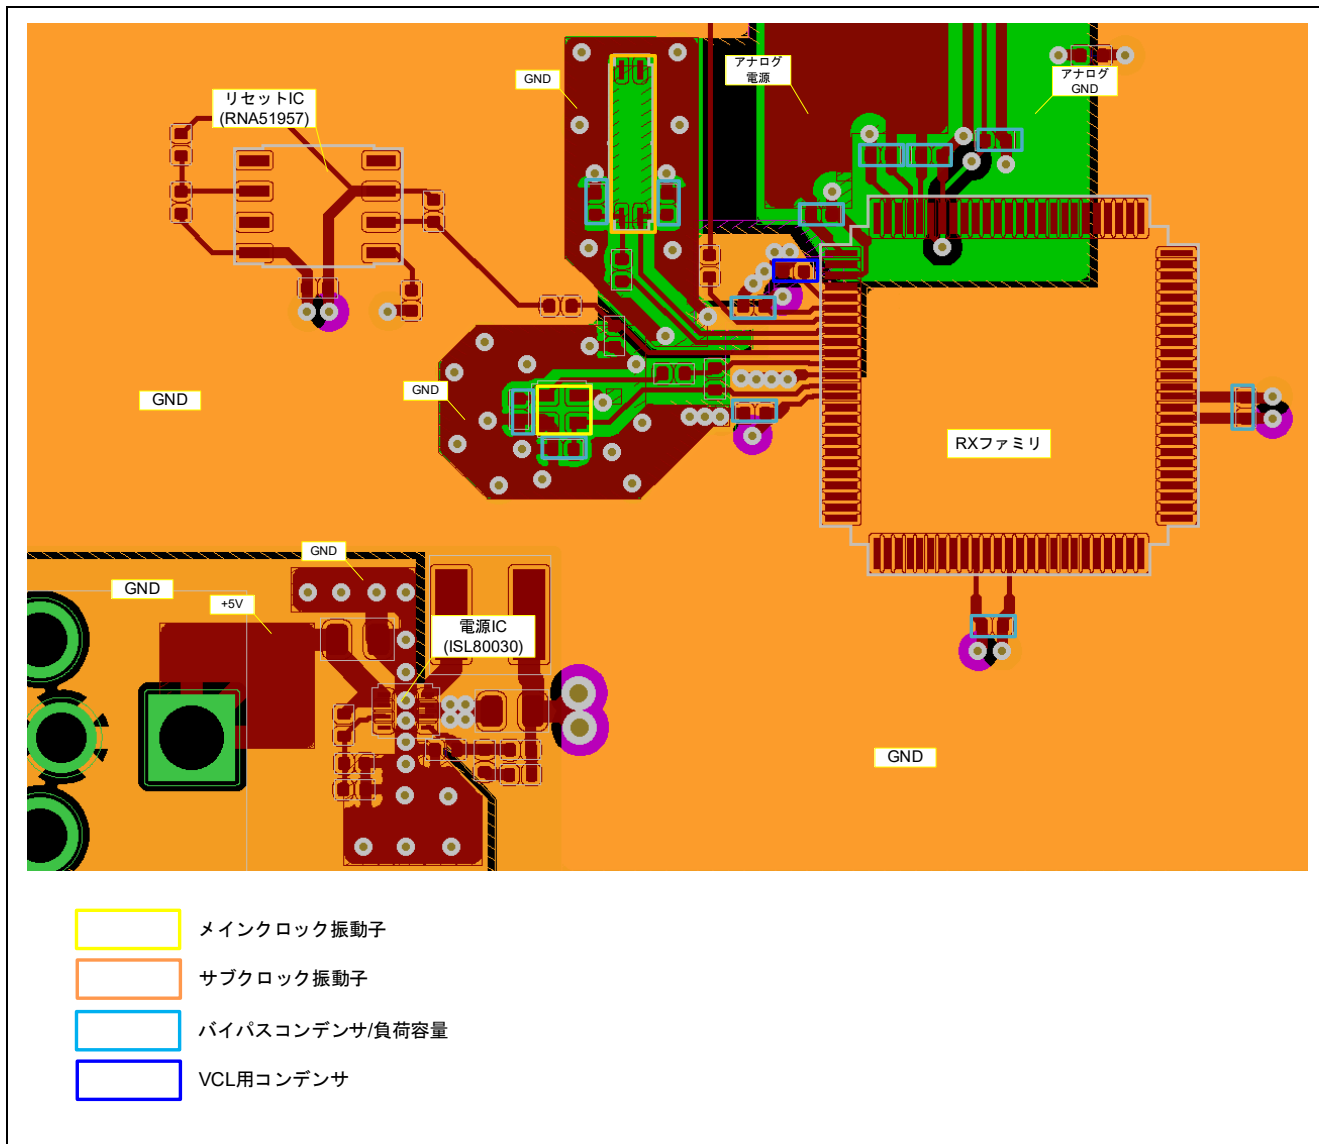 アナログ
電源
アナログ
GND
GND
リセットIC
(RNA51957)
GND
GND
RXファミリ
GND
GND
+5V
電源IC
(ISL80030)
GND
メインクロック振動子
サブクロック振動子
バイパスコンデンサ/負荷容量
VCL用コンデンサ